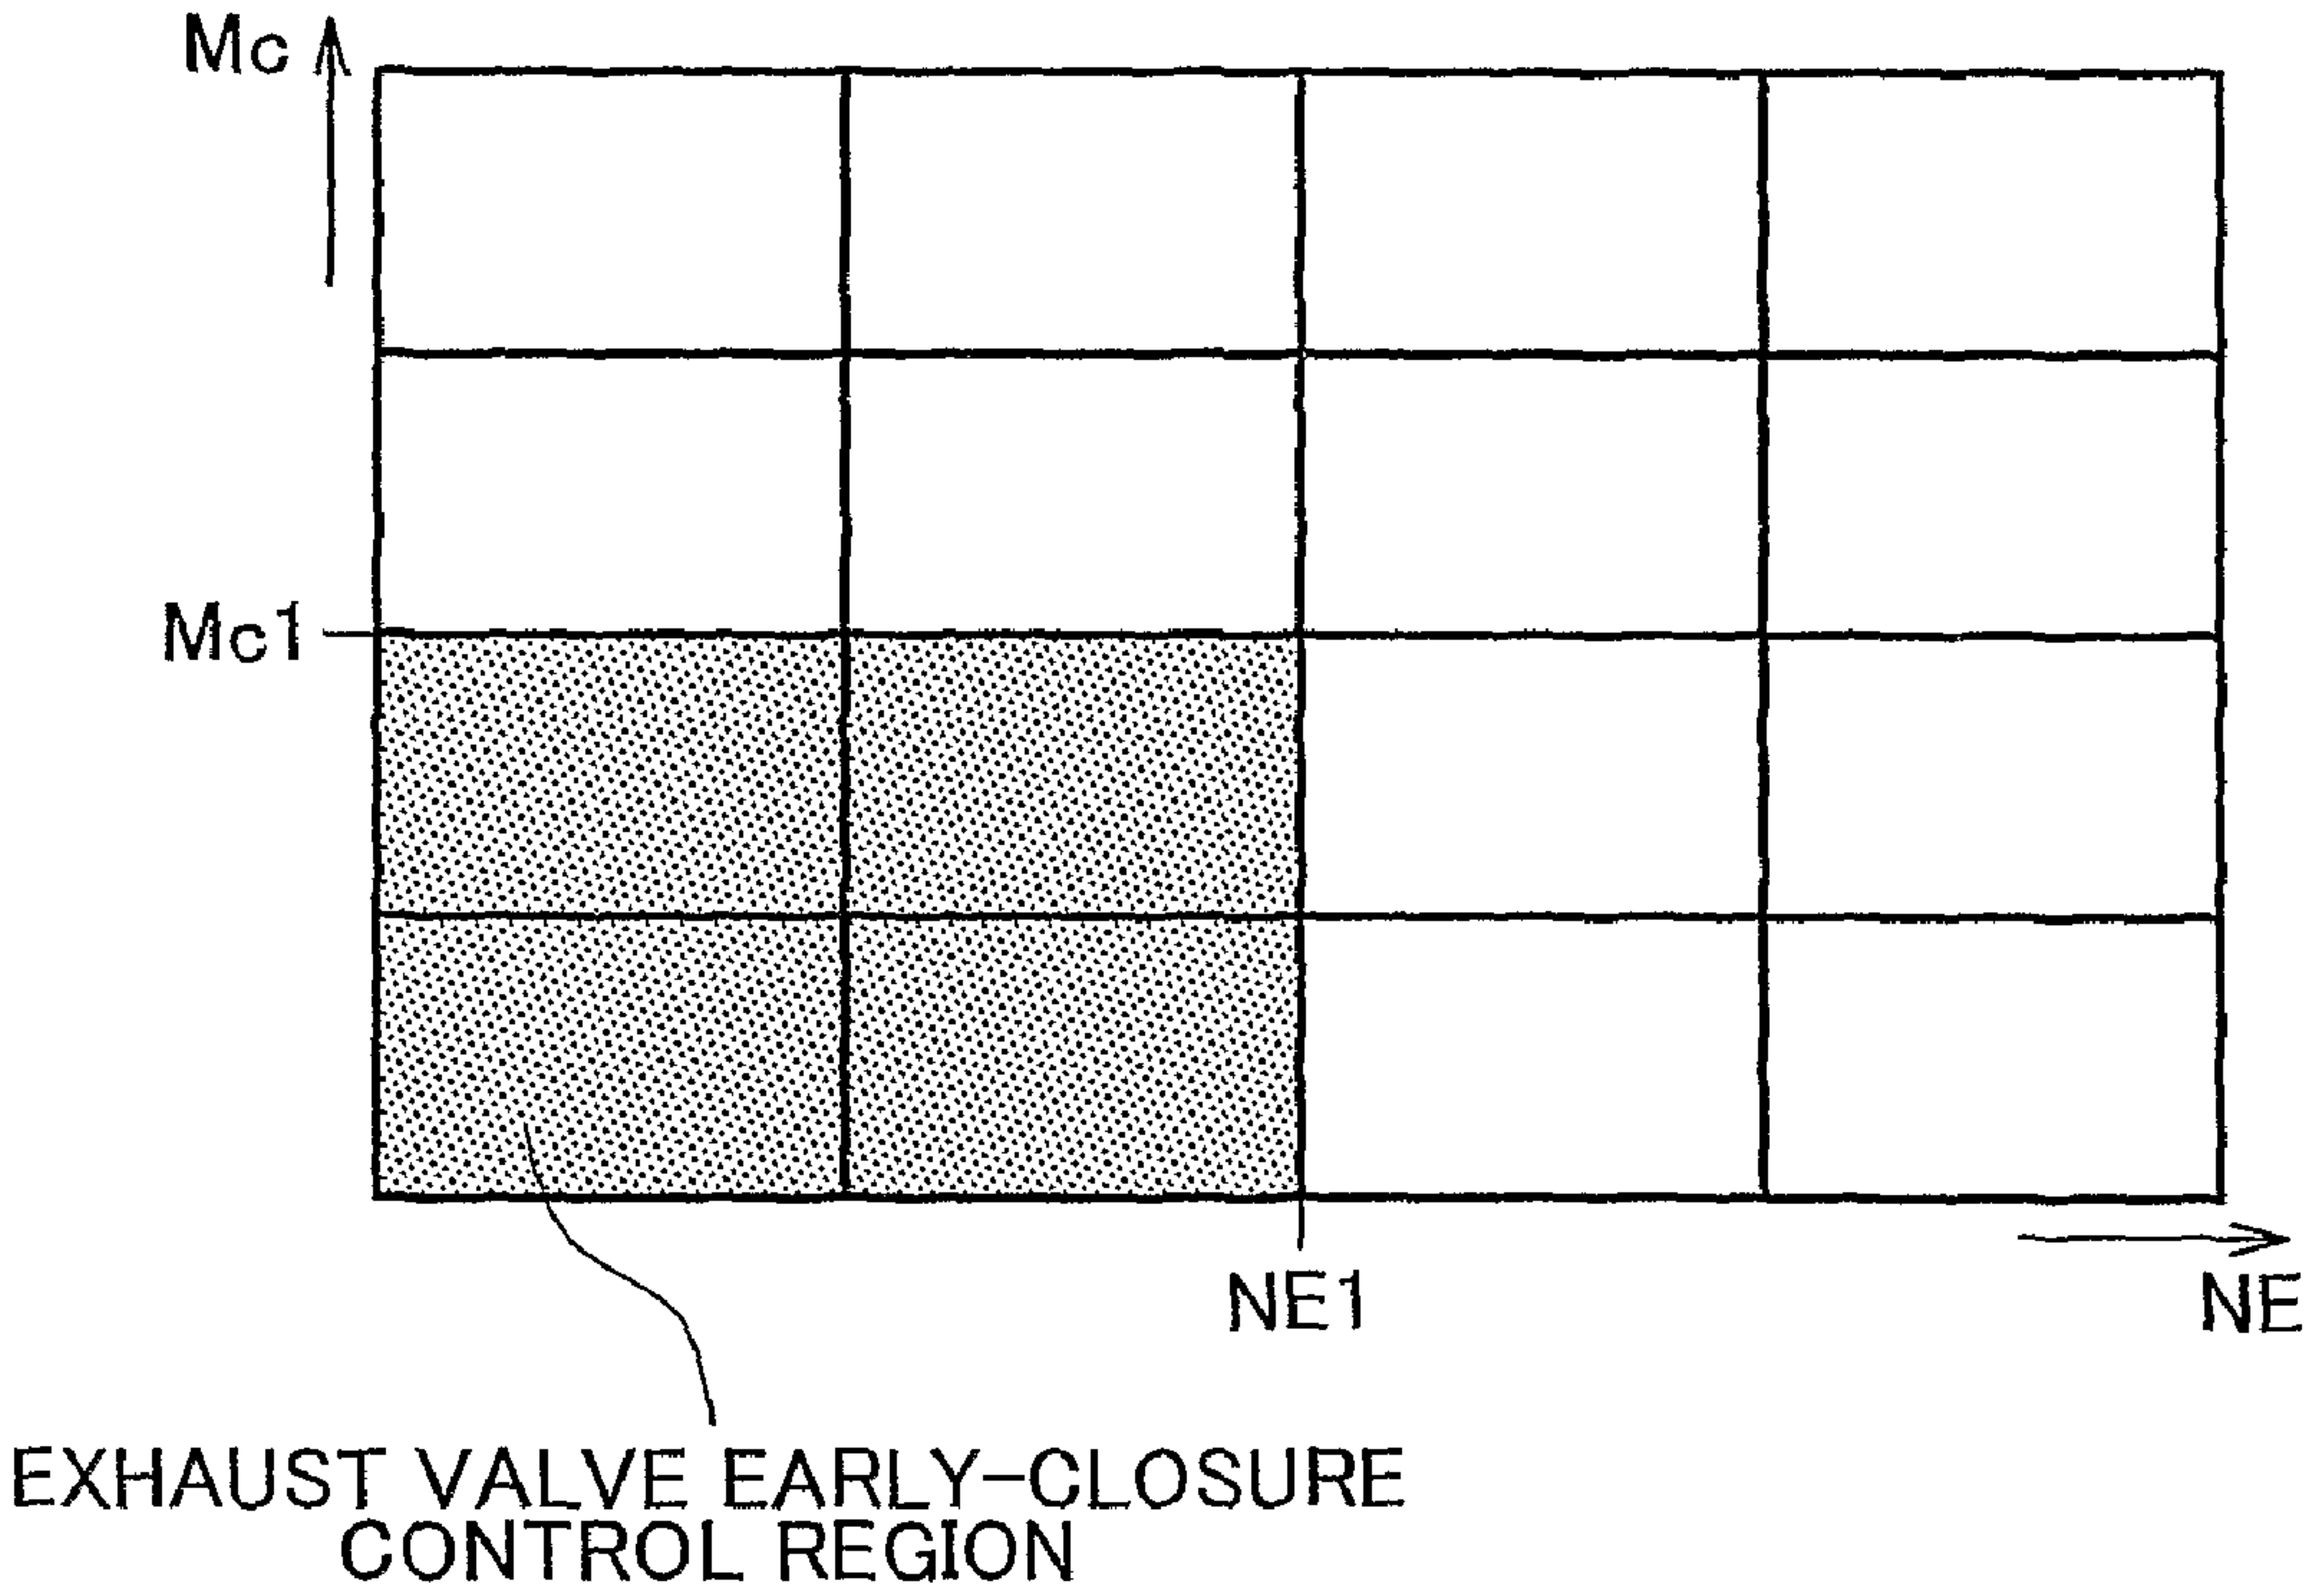 Mc
Mc1
NE1
NE
EXHAUST VALVE EARLY-CLOSURE
CONTROL REGION